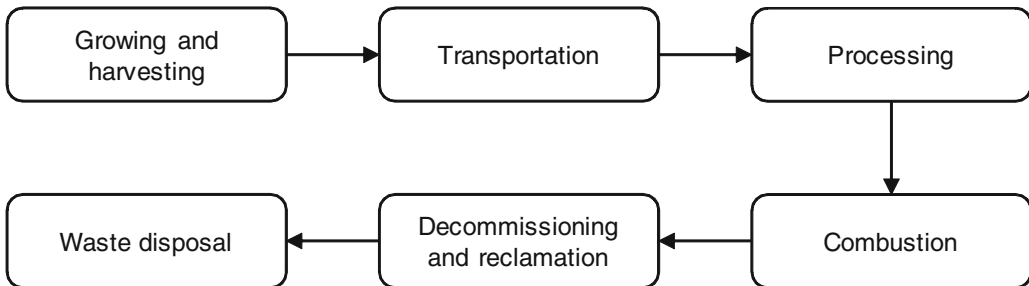 Growing and
harvesting
Transportation
Processing
Waste disposal
Decommissioning
and reclamation
Combustion